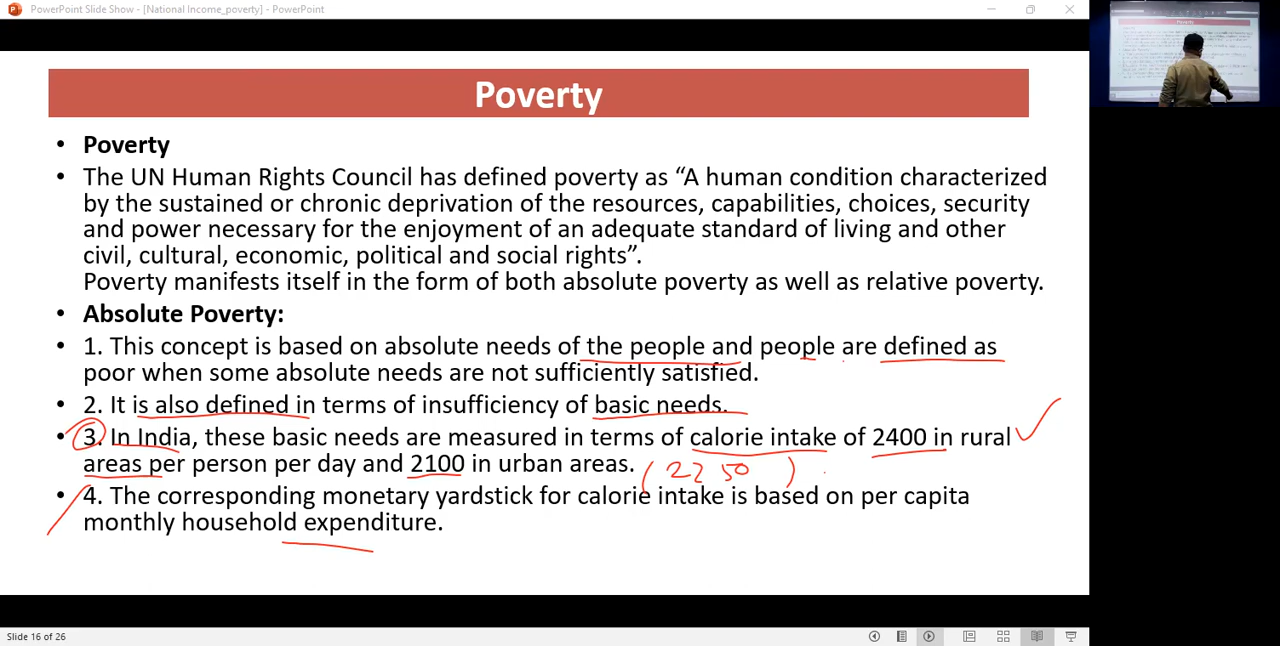 PowerPoint Slide Show - [National Income_poverty] - PowerPoint
Poverty
• Poverty
• The UN Human Rights Council has defined poverty as “A human condition characterized
by the sustained or chronic deprivation of the resources, capabilities, choices, security
and power necessary for the enjoyment of an adequate standard of living and other
civil, cultural, economic, political and social rights”.
Poverty manifests itself in the form of both absolute poverty as well as relative poverty.
• Absolute Poverty:
• 1. This concept is based on absolute needs of the people and people are defined as
poor when some absolute needs are not sufficiently satisfied.
• 2. It is also defined in terms of insufficiency of basic needs.
• 3. In India, these basic needs are measured in terms of calorie intake of 2400 in rural
areas per person per day and 2100 in urban areas. (2250)
• 4. The corresponding monetary yardstick for calorie intake is based on per capita
monthly household expenditure.
Slide 16 of 26